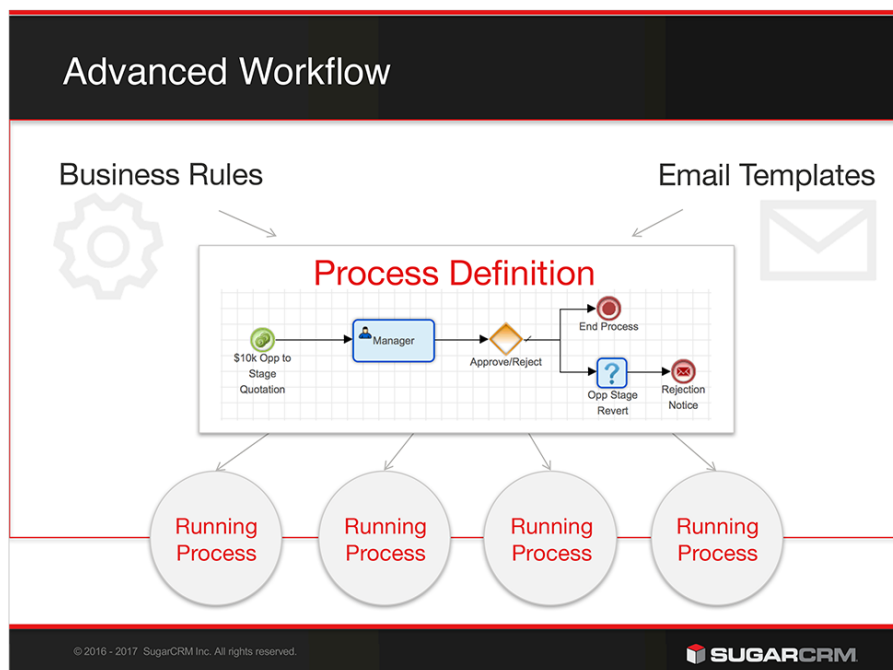 Advanced Workflow
Business Rules
Email Templates
Process Definition
$10k Opp to
Stage
Quotation
Manager
Approve/Reject
End Process
Opp Stage
Revert
Rejection
Notice
Running
Process
Running
Process
Running
Process
Running
Process
© 2016 - 2017 SugarCRM Inc. All rights reserved.
SUGARCRM